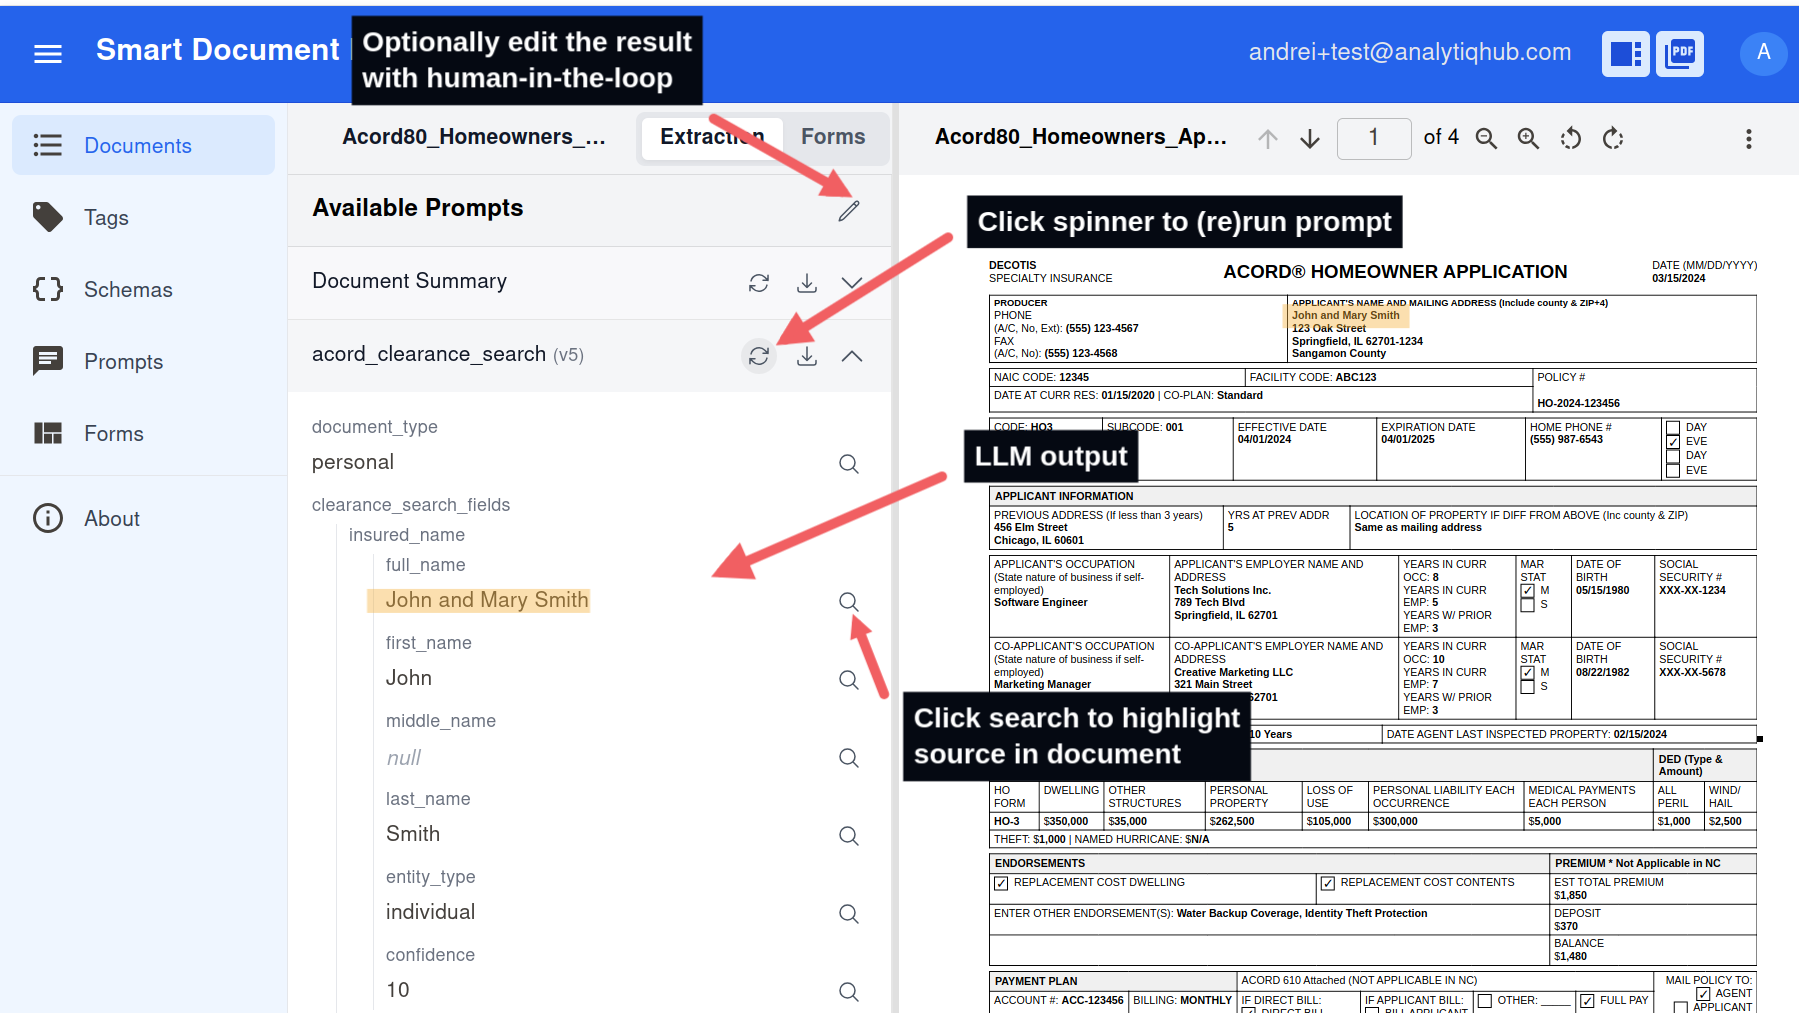 Smart Document
Optionally edit the result
with human-in-the-loop
andrei+test@analytiqhub.com
PDF
A
Documents
Tags
Schemas
Prompts
Forms
About
Acord80_Homeowners_...
Extraction
Forms
Available Prompts
Document Summary
acord_clearance_search (v5)
document_type
personal
clearance_search_fields
insured_name
full_name
John and Mary Smith
first_name
John
middle_name
null
last_name
Smith
entity_type
individual
confidence
10
Acord80_Homeowners_Ap...
1 of 4
Click spinner to (re)run prompt
LLM output
Click search to highlight
source in document
DECOTIS
SPECIALTY INSURANCE
ACORD® HOMEOWNER APPLICATION
DATE (MM/DD/YYYY)
03/15/2024
PRODUCER
PHONE
(A/C, No, Ext): (555) 123-4567
FAX
(A/C, No): (555) 123-4568
APPLICANT'S NAME AND MAILING ADDRESS (Include county & ZIP+4)
John and Mary Smith
123 Oak Street
Springfield, IL 62701-1234
Sangamon County
NAIC CODE: 12345
FACILITY CODE: ABC123
POLICY #
HO-2024-123456
DATE AT CURR RES: 01/15/2020 | CO-PLAN: Standard
CODE: HO3
SUBCODE: 001
EFFECTIVE DATE
04/01/2024
EXPIRATION DATE
04/01/2025
HOME PHONE #
(555) 987-6543
DAY
EVE
DAY
EVE
APPLICANT INFORMATION
PREVIOUS ADDRESS (If less than 3 years)
456 Elm Street
Chicago, IL 60601
YRS AT PREV ADDR
5
LOCATION OF PROPERTY IF DIFF FROM ABOVE (Inc county & ZIP)
Same as mailing address
APPLICANT'S OCCUPATION
(State nature of business if self-
employed)
Software Engineer
APPLICANT'S EMPLOYER NAME AND
ADDRESS
Tech Solutions Inc.
789 Tech Blvd
Springfield, IL 62701
YEARS IN CURR
OCC: 8
YEARS IN CURR
EMP: 5
YEARS W/ PRIOR
EMP: 3
MAR
STAT
M
S
DATE OF
BIRTH
05/15/1980
SOCIAL
SECURITY #
XXX-XX-1234
CO-APPLICANT'S OCCUPATION
(State nature of business if self-
employed)
Marketing Manager
CO-APPLICANT'S EMPLOYER NAME AND
ADDRESS
Creative Marketing LLC
321 Main Street
62701
YEARS IN CURR
OCC: 10
YEARS IN CURR
EMP: 7
YEARS W/ PRIOR
EMP: 3
MAR
STAT
M
S
DATE OF
BIRTH
08/22/1982
SOCIAL
SECURITY #
XXX-XX-5678
10 Years
DATE AGENT LAST INSPECTED PROPERTY: 02/15/2024
DED (Type &
Amount)
HO
FORM
DWELLING
OTHER
STRUCTURES
PERSONAL
PROPERTY
LOSS OF
USE
PERSONAL LIABILITY EACH
OCCURRENCE
MEDICAL PAYMENTS
EACH PERSON
ALL
PERIL
WIND/
HAIL
HO-3 $350,000 $35,000 $262,500 $105,000 $300,000 $5,000 $1,000 $2,500
THEFT: $1,000 | NAMED HURRICANE: $N/A
ENDORSEMENTS
PREMIUM * Not Applicable in NC
REPLACEMENT COST DWELLING
REPLACEMENT COST CONTENTS
EST TOTAL PREMIUM
$1,850
ENTER OTHER ENDORSEMENT(S): Water Backup Coverage, Identity Theft Protection
DEPOSIT
$370
BALANCE
$1,480
PAYMENT PLAN
ACORD 610 Attached (NOT APPLICABLE IN NC)
MAIL POLICY TO:
AGENT
APPLICANT
ACCOUNT #: ACC-123456
BILLING: MONTHLY
IF DIRECT BILL:
DIRECT BILL
IF APPLICANT BILL:
BILL APPLICANT
OTHER: _____
FULL PAY